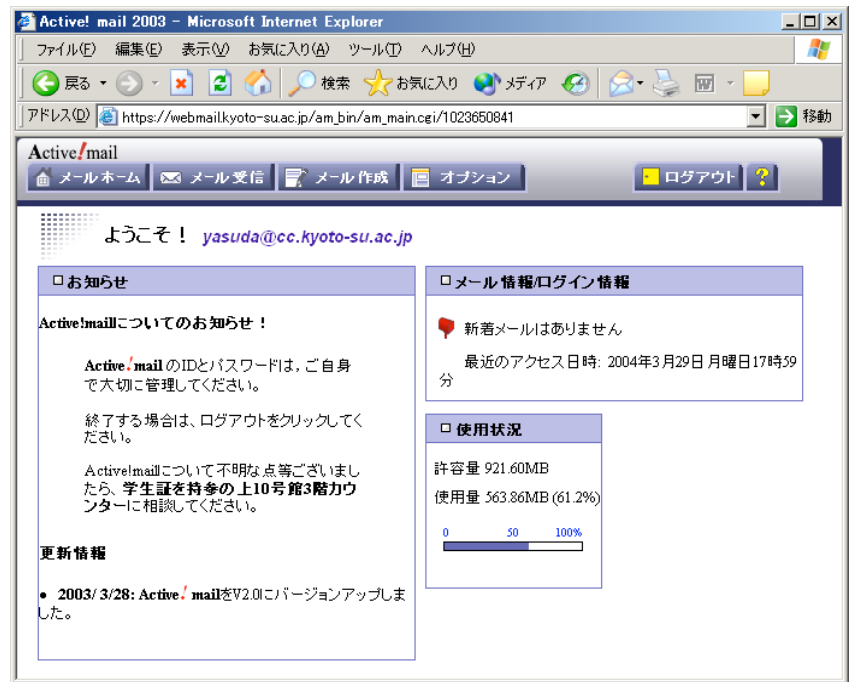 Active! mail 2003 - Microsoft Internet Explorer
ファイル(F) 編集(E) 表示(V) お気に入り(A) ツール(T) ヘルプ(H)
戻る 検索 お気に入り メディア
アドレス(D) https://webmail.kyoto-su.ac.jp/am_bin/am_main.cgi/1023650841 移動
Active!mail
メールホーム メール受信 メール作成 オプション ログアウト ?
ようこそ！ yasuda@cc.kyoto-su.ac.jp
お知らせ
Active!mailについてのお知らせ！
Active!mailのIDとパスワードは，ご自身
で大切に管理してください。
終了する場合は、ログアウトをクリックしてく
ださい。
Active!mailについて不明な点等ございまし
たら、学生証を持参の上10号館3階カウ
ンターに相談してください。
更新情報
• 2003/3/28: Active! mailをV2.0にバージョンアップしま
した。
メール情報/ログイン情報
新着メールはありません
最近のアクセス日時: 2004年3月29日月曜日17時59
分
使用状況
許容量 921.60MB
使用量 563.86MB (61.2%)
0 50 100%